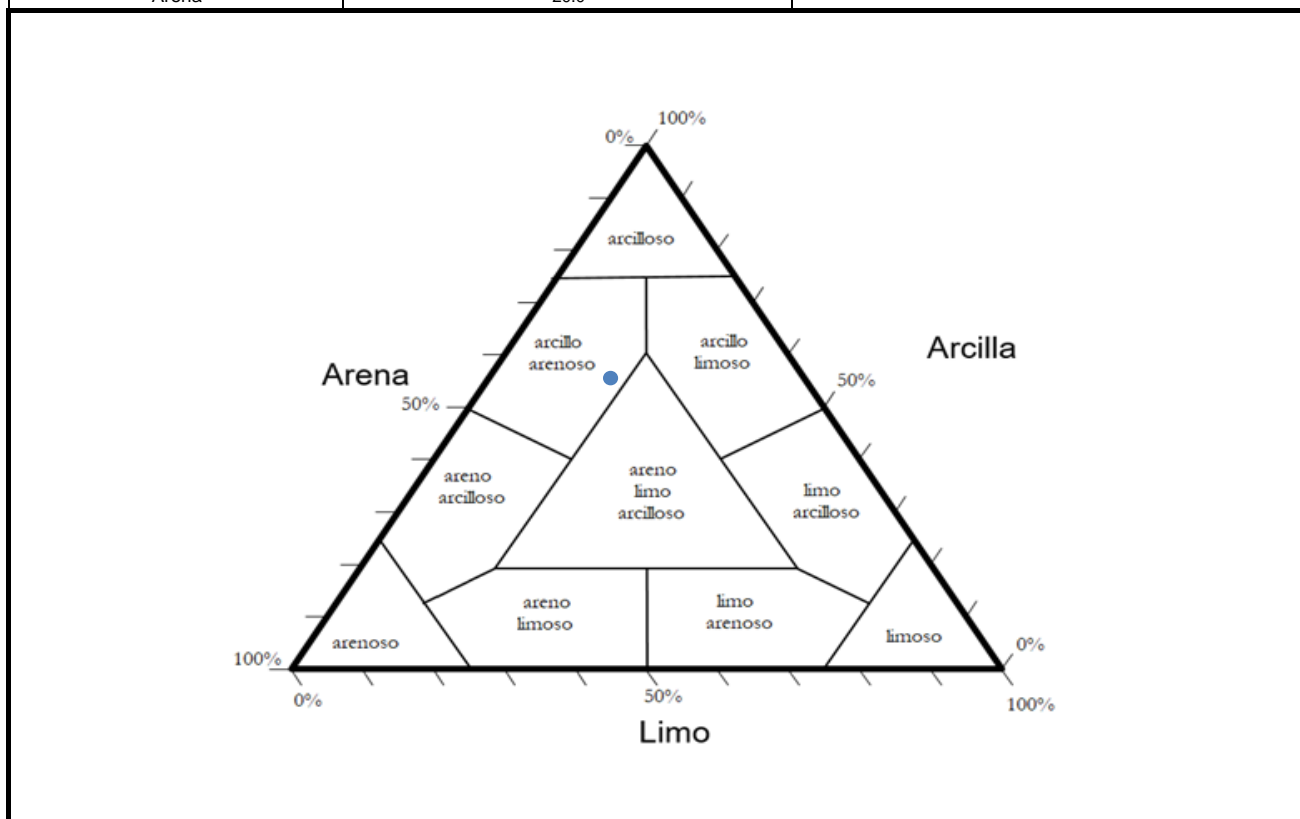 100%
0%
arcilloso
arcillo
arenoso
arcillo
limoso
Arcilla
Arena
50%
50%
areno
arcilloso
areno
limo
arcilloso
limo
arcilloso
areno
limoso
limo
arenoso
arenoso
limoso
100%
0%
0%
50%
100%
Limo